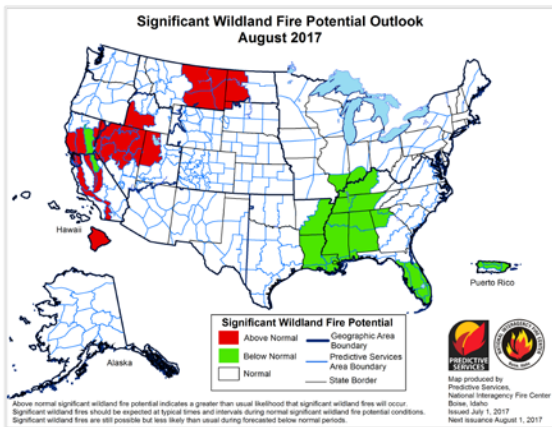 Significant Wildland Fire Potential Outlook
August 2017
Hawaii
Alaska
Puerto Rico
Significant Wildland Fire Potential
Above Normal
Below Normal
Normal
Geographic Area
Boundary
Predictive Services
Area Boundary
State Border
PREDICTIVE
SERVICES
NATIONAL INTERAGENCY FIRE CENTER
Map produced by
Predictive Services,
National Interagency Fire Center
Boise, Idaho
Issued July 1, 2017
Next issuance August 1, 2017
Above normal significant wildland fire potential indicates a greater than usual likelihood that significant wildland fires will occur.
Significant wildland fires should be expected at typical times and intervals during normal significant wildland fire potential conditions.
Significant wildland fires are still possible but less likely than usual during forecasted below normal periods.